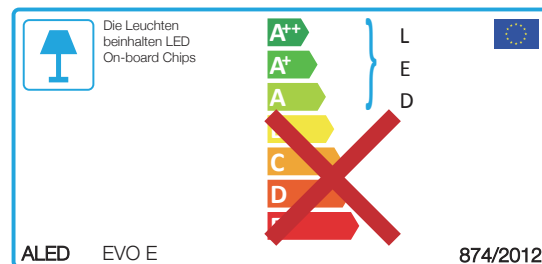 Die Leuchten
beinhalten LED
On-board Chips
A++
A+
A
C
D
L
E
D
ALED EVO E
874/2012